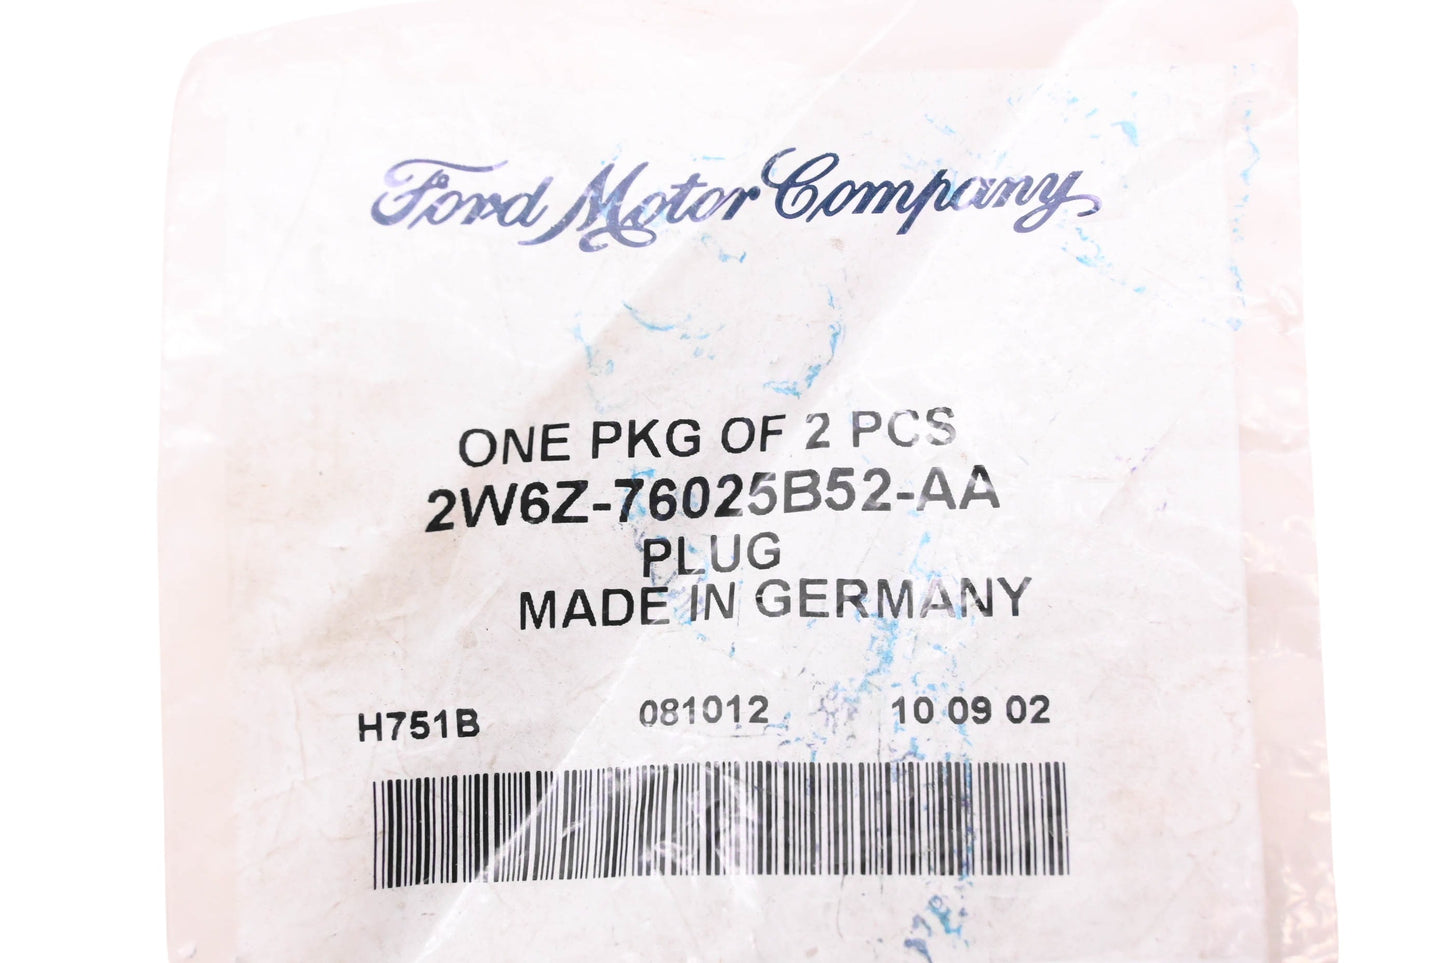 Ford Motor Company
ONE PKG OF 2 PCS
2W6Z-76025B52-AA
PLUG
MADE IN GERMANY
H751B 081012 10 09 02